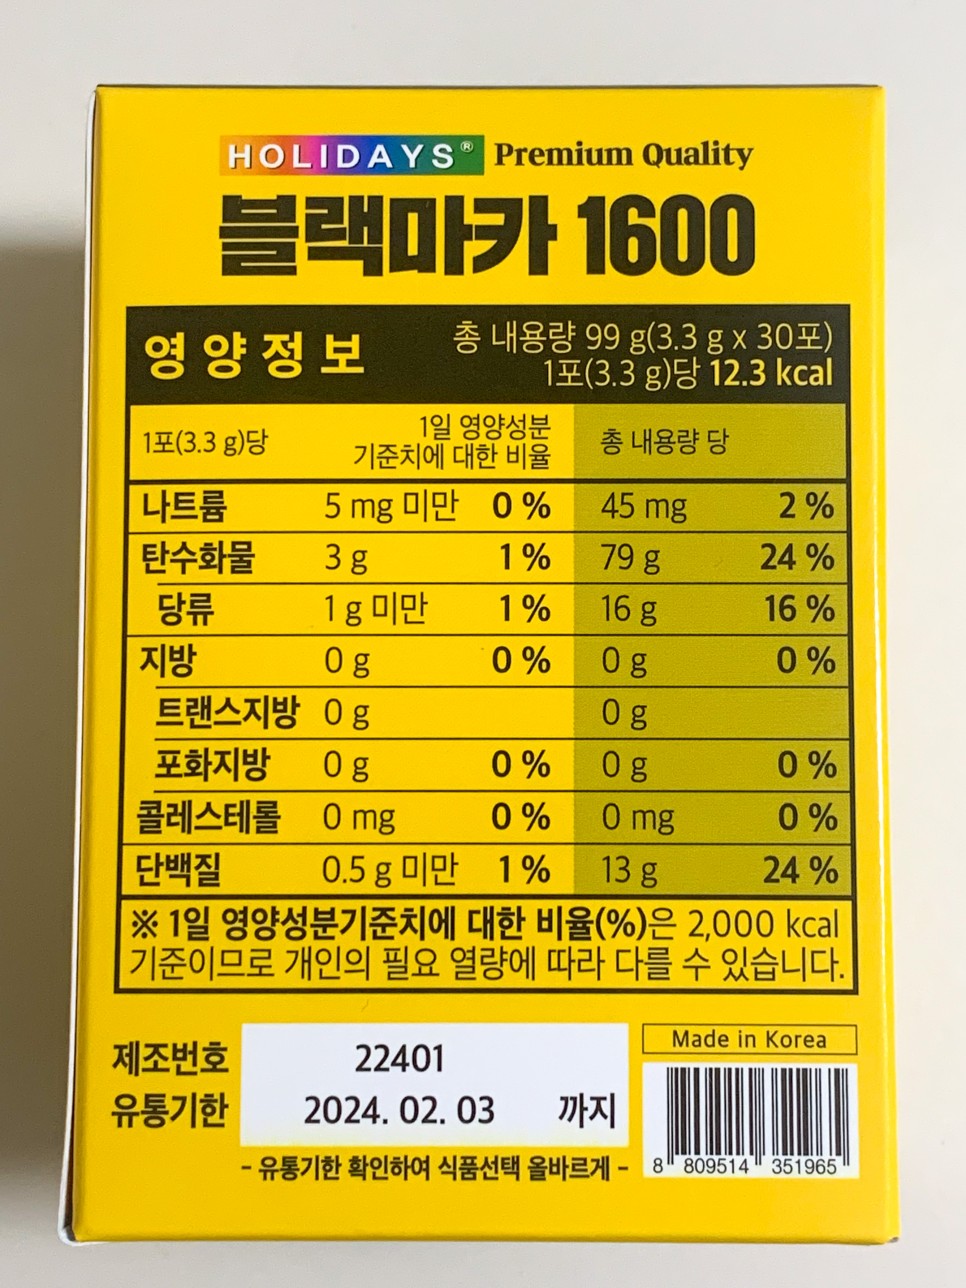 HOLIDAYS® Premium Quality
블랙마카 1600
영양정보
총 내용량 99 g(3.3 g x 30포)
1포(3.3 g)당 12.3 kcal
1포(3.3 g)당
1일 영양성분
기준치에 대한 비율
총 내용량 당
나트륨 5 mg 미만 0 % 45 mg 2 %
탄수화물 3 g 1 % 79 g 24 %
당류 1 g 미만 1 % 16 g 16 %
지방 0 g 0 % 0 g 0 %
트랜스지방 0 g 0 g
포화지방 0 g 0 % 0 g 0 %
콜레스테롤 0 mg 0 % 0 mg 0 %
단백질 0.5 g 미만 1 % 13 g 24 %
※ 1일 영양성분기준치에 대한 비율(%)은 2,000 kcal
기준이므로 개인의 필요 열량에 따라 다를 수 있습니다.
제조번호 22401
유통기한 2024. 02. 03 까지
- 유통기한 확인하여 식품선택 올바르게 -
Made in Korea
8 809514 351965